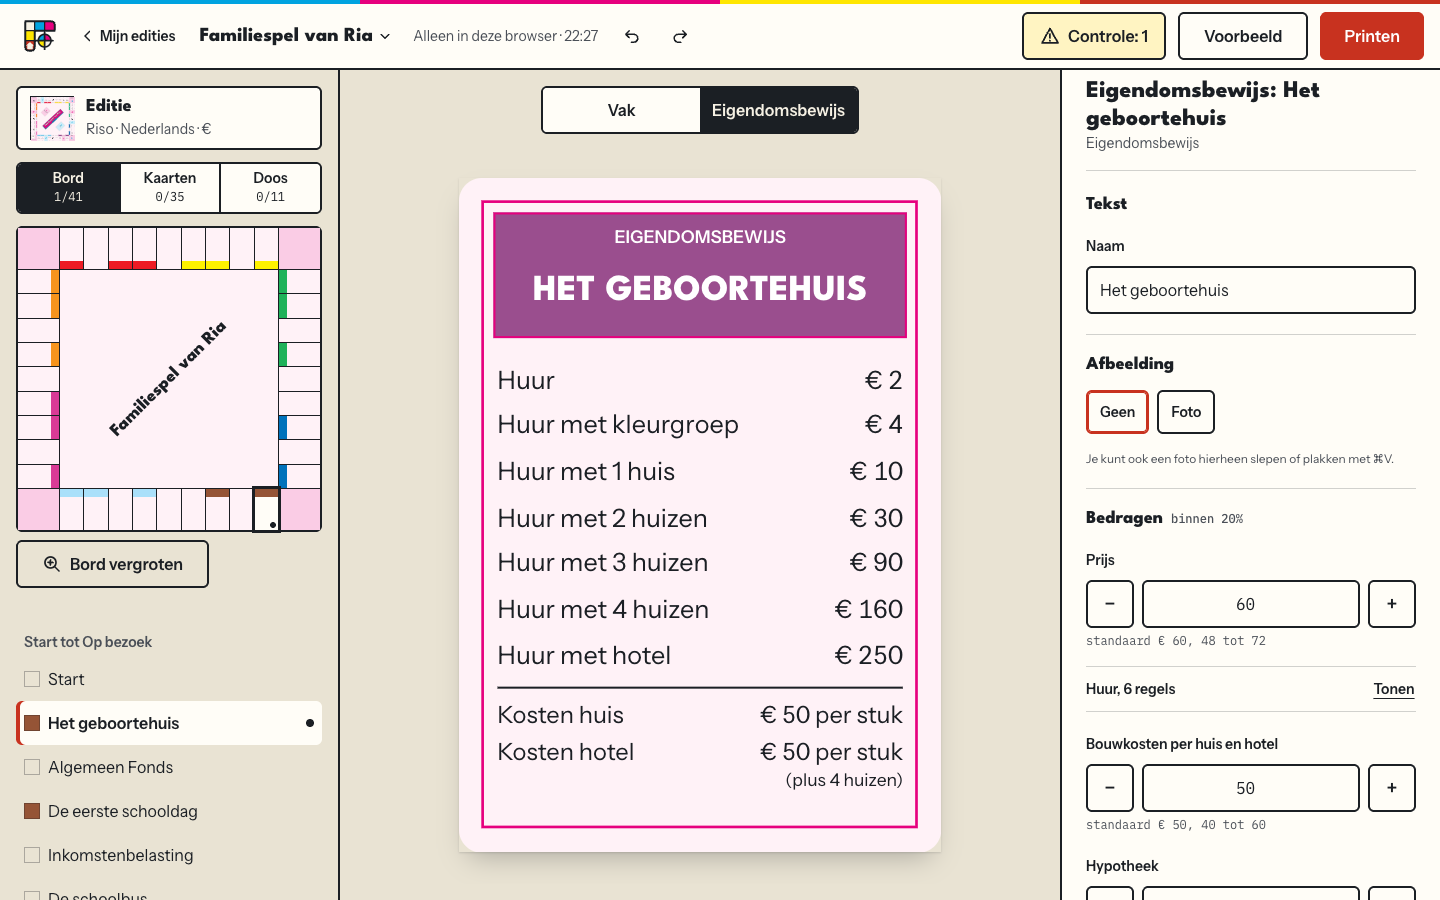 Mijn edities
Familiespel van Ria
Alleen in deze browser · 22:27
Controle: 1
Voorbeeld
Printen
Editie
Riso · Nederlands · €
Bord
1/41
Kaarten
0/35
Doos
0/11
Familiespel van Ria
Bord vergroten
Start tot Op bezoek
Start
Het geboortehuis
Algemeen Fonds
De eerste schooldag
Inkomstenbelasting
De schoolbus
Vak
Eigendomsbewijs
EIGENDOMSBEWIJS
HET GEBOORTEHUIS
Huur € 2
Huur met kleurgroep € 4
Huur met 1 huis € 10
Huur met 2 huizen € 30
Huur met 3 huizen € 90
Huur met 4 huizen € 160
Huur met hotel € 250
Kosten huis € 50 per stuk
Kosten hotel € 50 per stuk
(plus 4 huizen)
Eigendomsbewijs: Het
geboortehuis
Eigendomsbewijs
Tekst
Naam
Het geboortehuis
Afbeelding
Geen
Foto
Je kunt ook een foto hierheen slepen of plakken met ⌘V.
Bedragen binnen 20%
Prijs
− 60 +
standaard € 60, 48 tot 72
Huur, 6 regels Tonen
Bouwkosten per huis en hotel
− 50 +
standaard € 50, 40 tot 60
Hypotheek